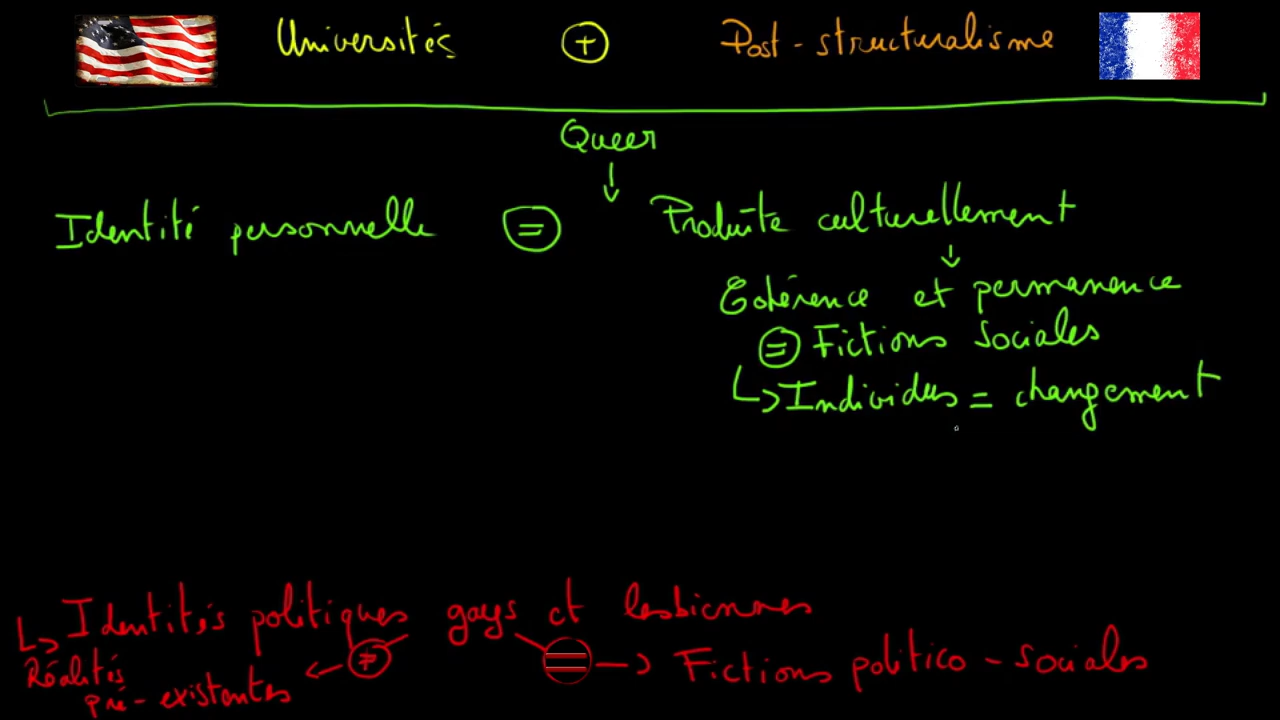 Universités + Post-structuralisme
Queer
↓
Identité personnelle = Produite culturellement
↓
Cohérence et permanence
= Fictions sociales
↳ Individus = changement
↳ Identités politiques gays et lesbiennes
← ≠ = → Fictions politico-sociales
Réalités
pré-existantes